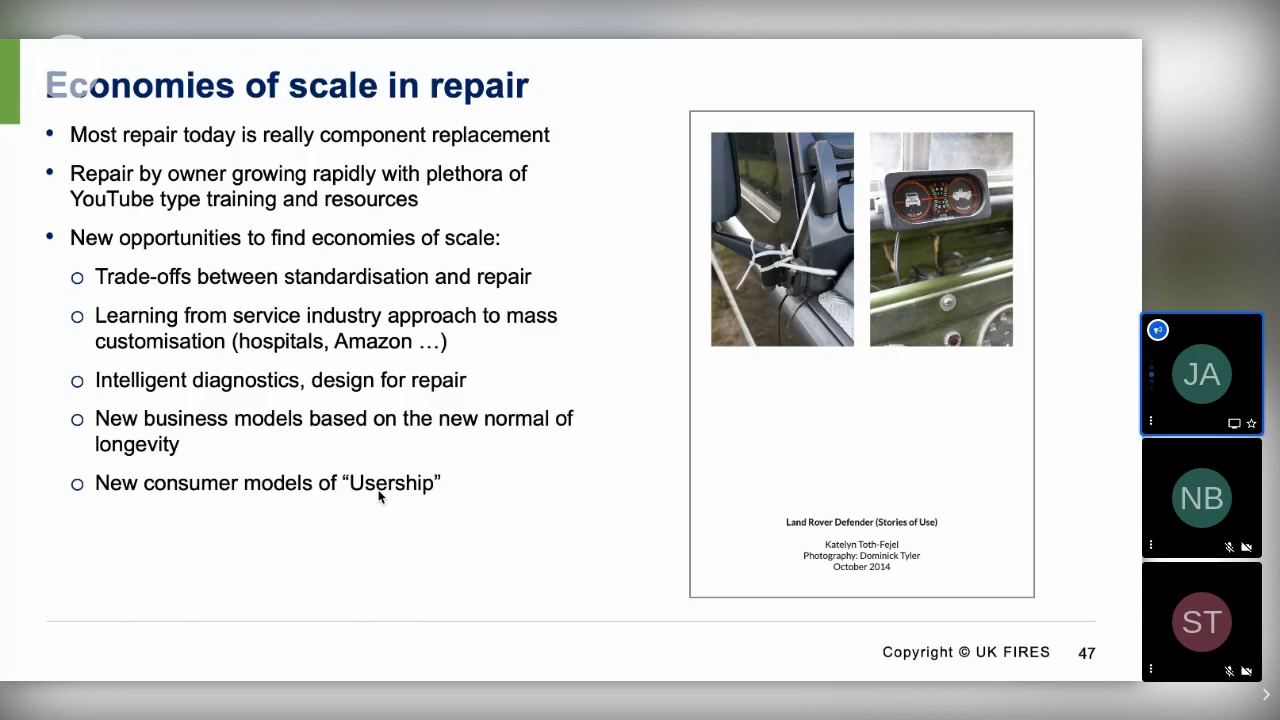 Economies of scale in repair
• Most repair today is really component replacement
• Repair by owner growing rapidly with plethora of
YouTube type training and resources
• New opportunities to find economies of scale:
o Trade-offs between standardisation and repair
o Learning from service industry approach to mass
customisation (hospitals, Amazon …)
o Intelligent diagnostics, design for repair
o New business models based on the new normal of
longevity
o New consumer models of “Usership”
Land Rover Defender (Stories of Use)
Katelyn Toth-Fejel
Photography: Dominick Tyler
October 2014
Copyright © UK FIRES 47
JA
NB
ST